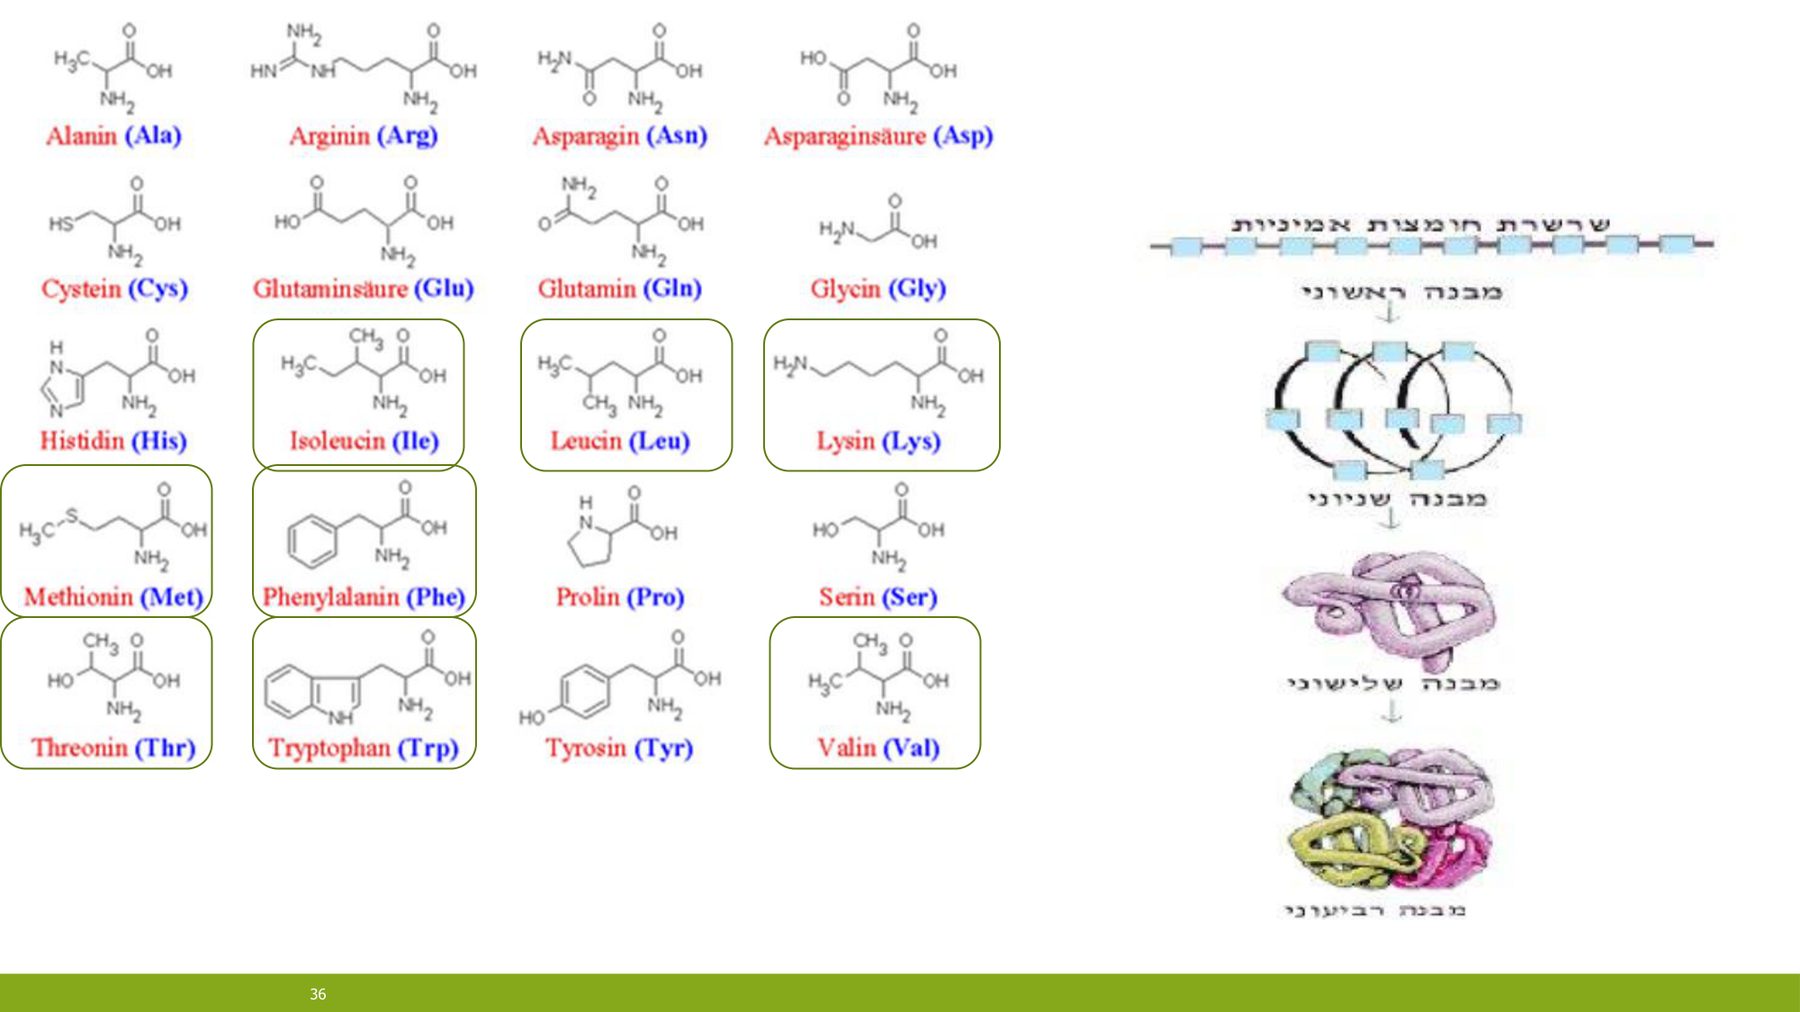 Alanin (Ala)
Arginin (Arg)
Asparagin (Asn)
Asparaginsäure (Asp)
Cystein (Cys)
Glutaminsäure (Glu)
Glutamin (Gln)
Glycin (Gly)
Histidin (His)
Isoleucin (Ile)
Leucin (Leu)
Lysin (Lys)
Methionin (Met)
Phenylalanin (Phe)
Prolin (Pro)
Serin (Ser)
Threonin (Thr)
Tryptophan (Trp)
Tyrosin (Tyr)
Valin (Val)
שרשרת חומצות אמיניות
מבנה ראשוני
מבנה שניוני
מבנה שלישוני
מבנה רביעוני
36